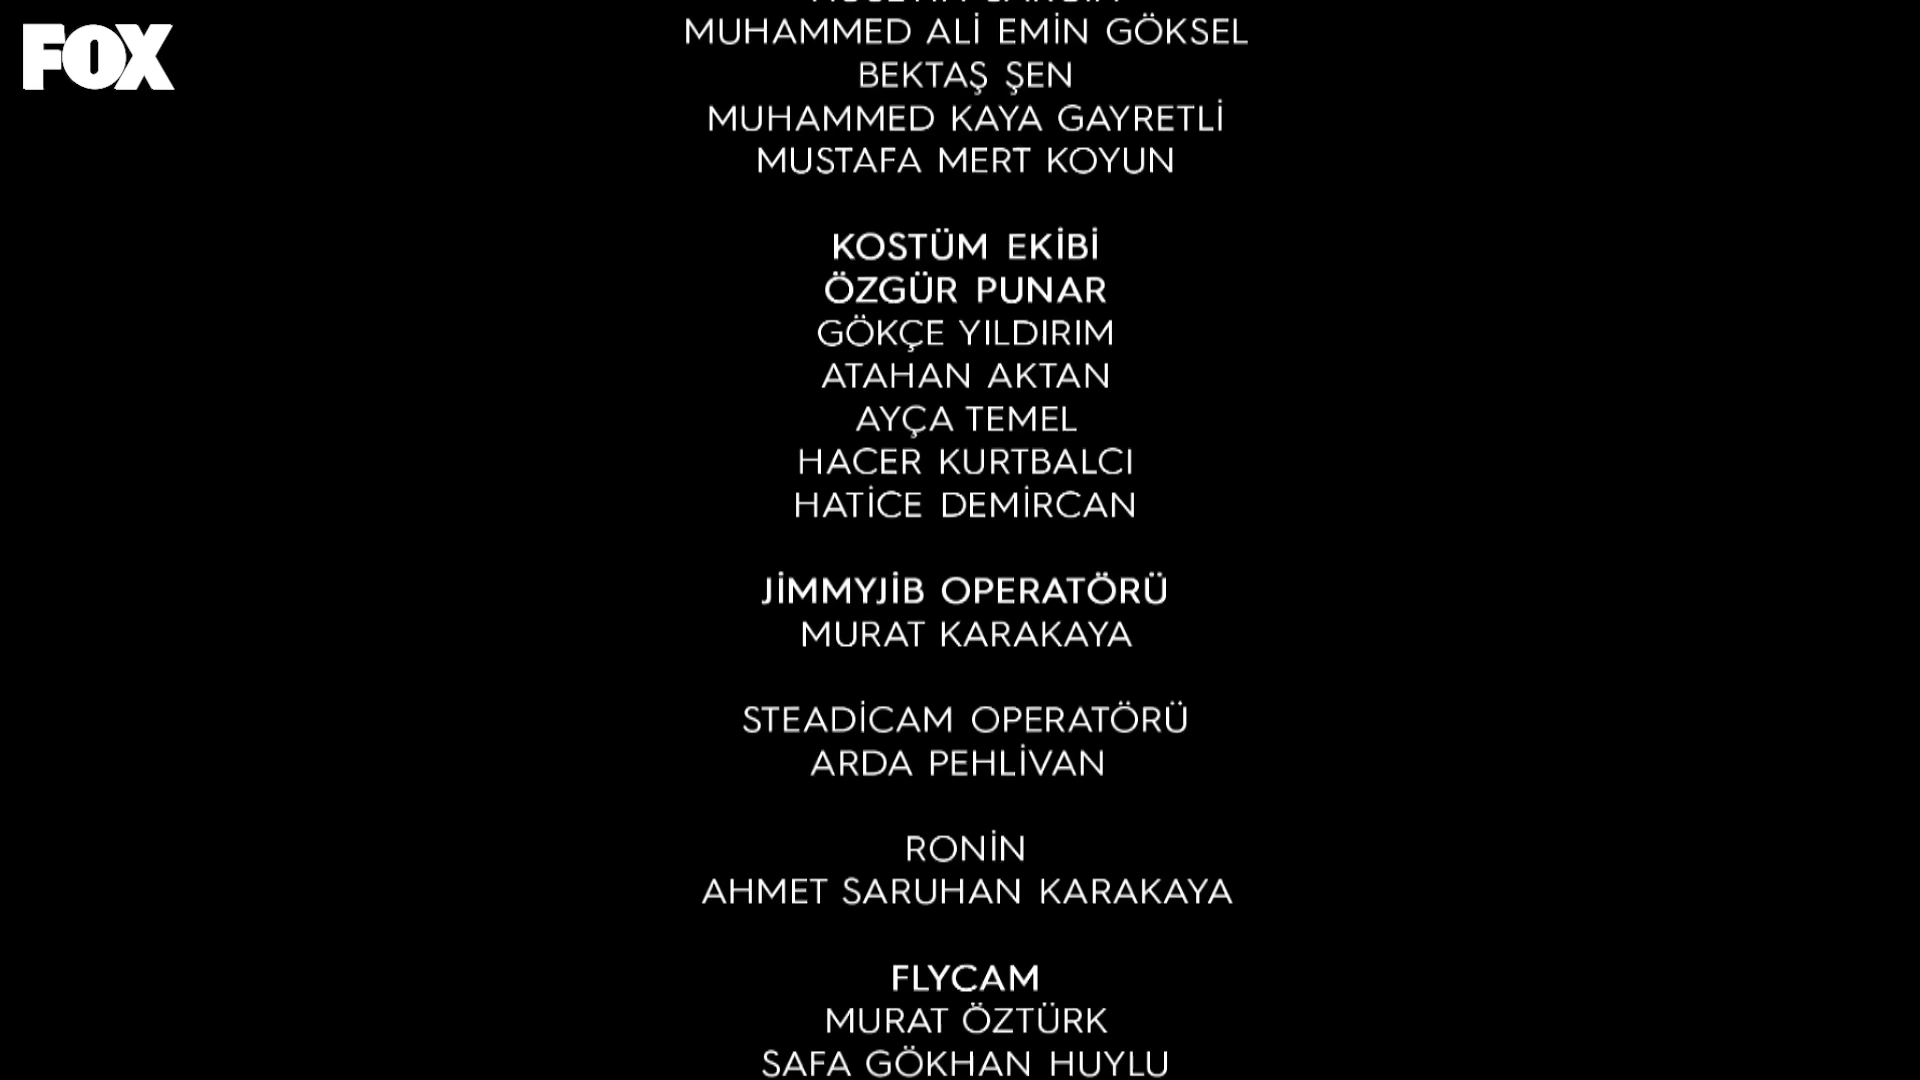 FOX
MUHAMMED ALİ EMİN GÖKSEL
BEKTAŞ ŞEN
MUHAMMED KAYA GAYRETLİ
MUSTAFA MERT KOYUN
KOSTÜM EKİBİ
ÖZGÜR PUNAR
GÖKÇE YILDIRIM
ATAHAN AKTAN
AYÇA TEMEL
HACER KURTBALCI
HATİCE DEMİRCAN
JİMMYJİB OPERATÖRÜ
MURAT KARAKAYA
STEADİCAM OPERATÖRÜ
ARDA PEHLİVAN
RONİN
AHMET SARUHAN KARAKAYA
FLYCAM
MURAT ÖZTÜRK
SAFA GÖKHAN HUYLU